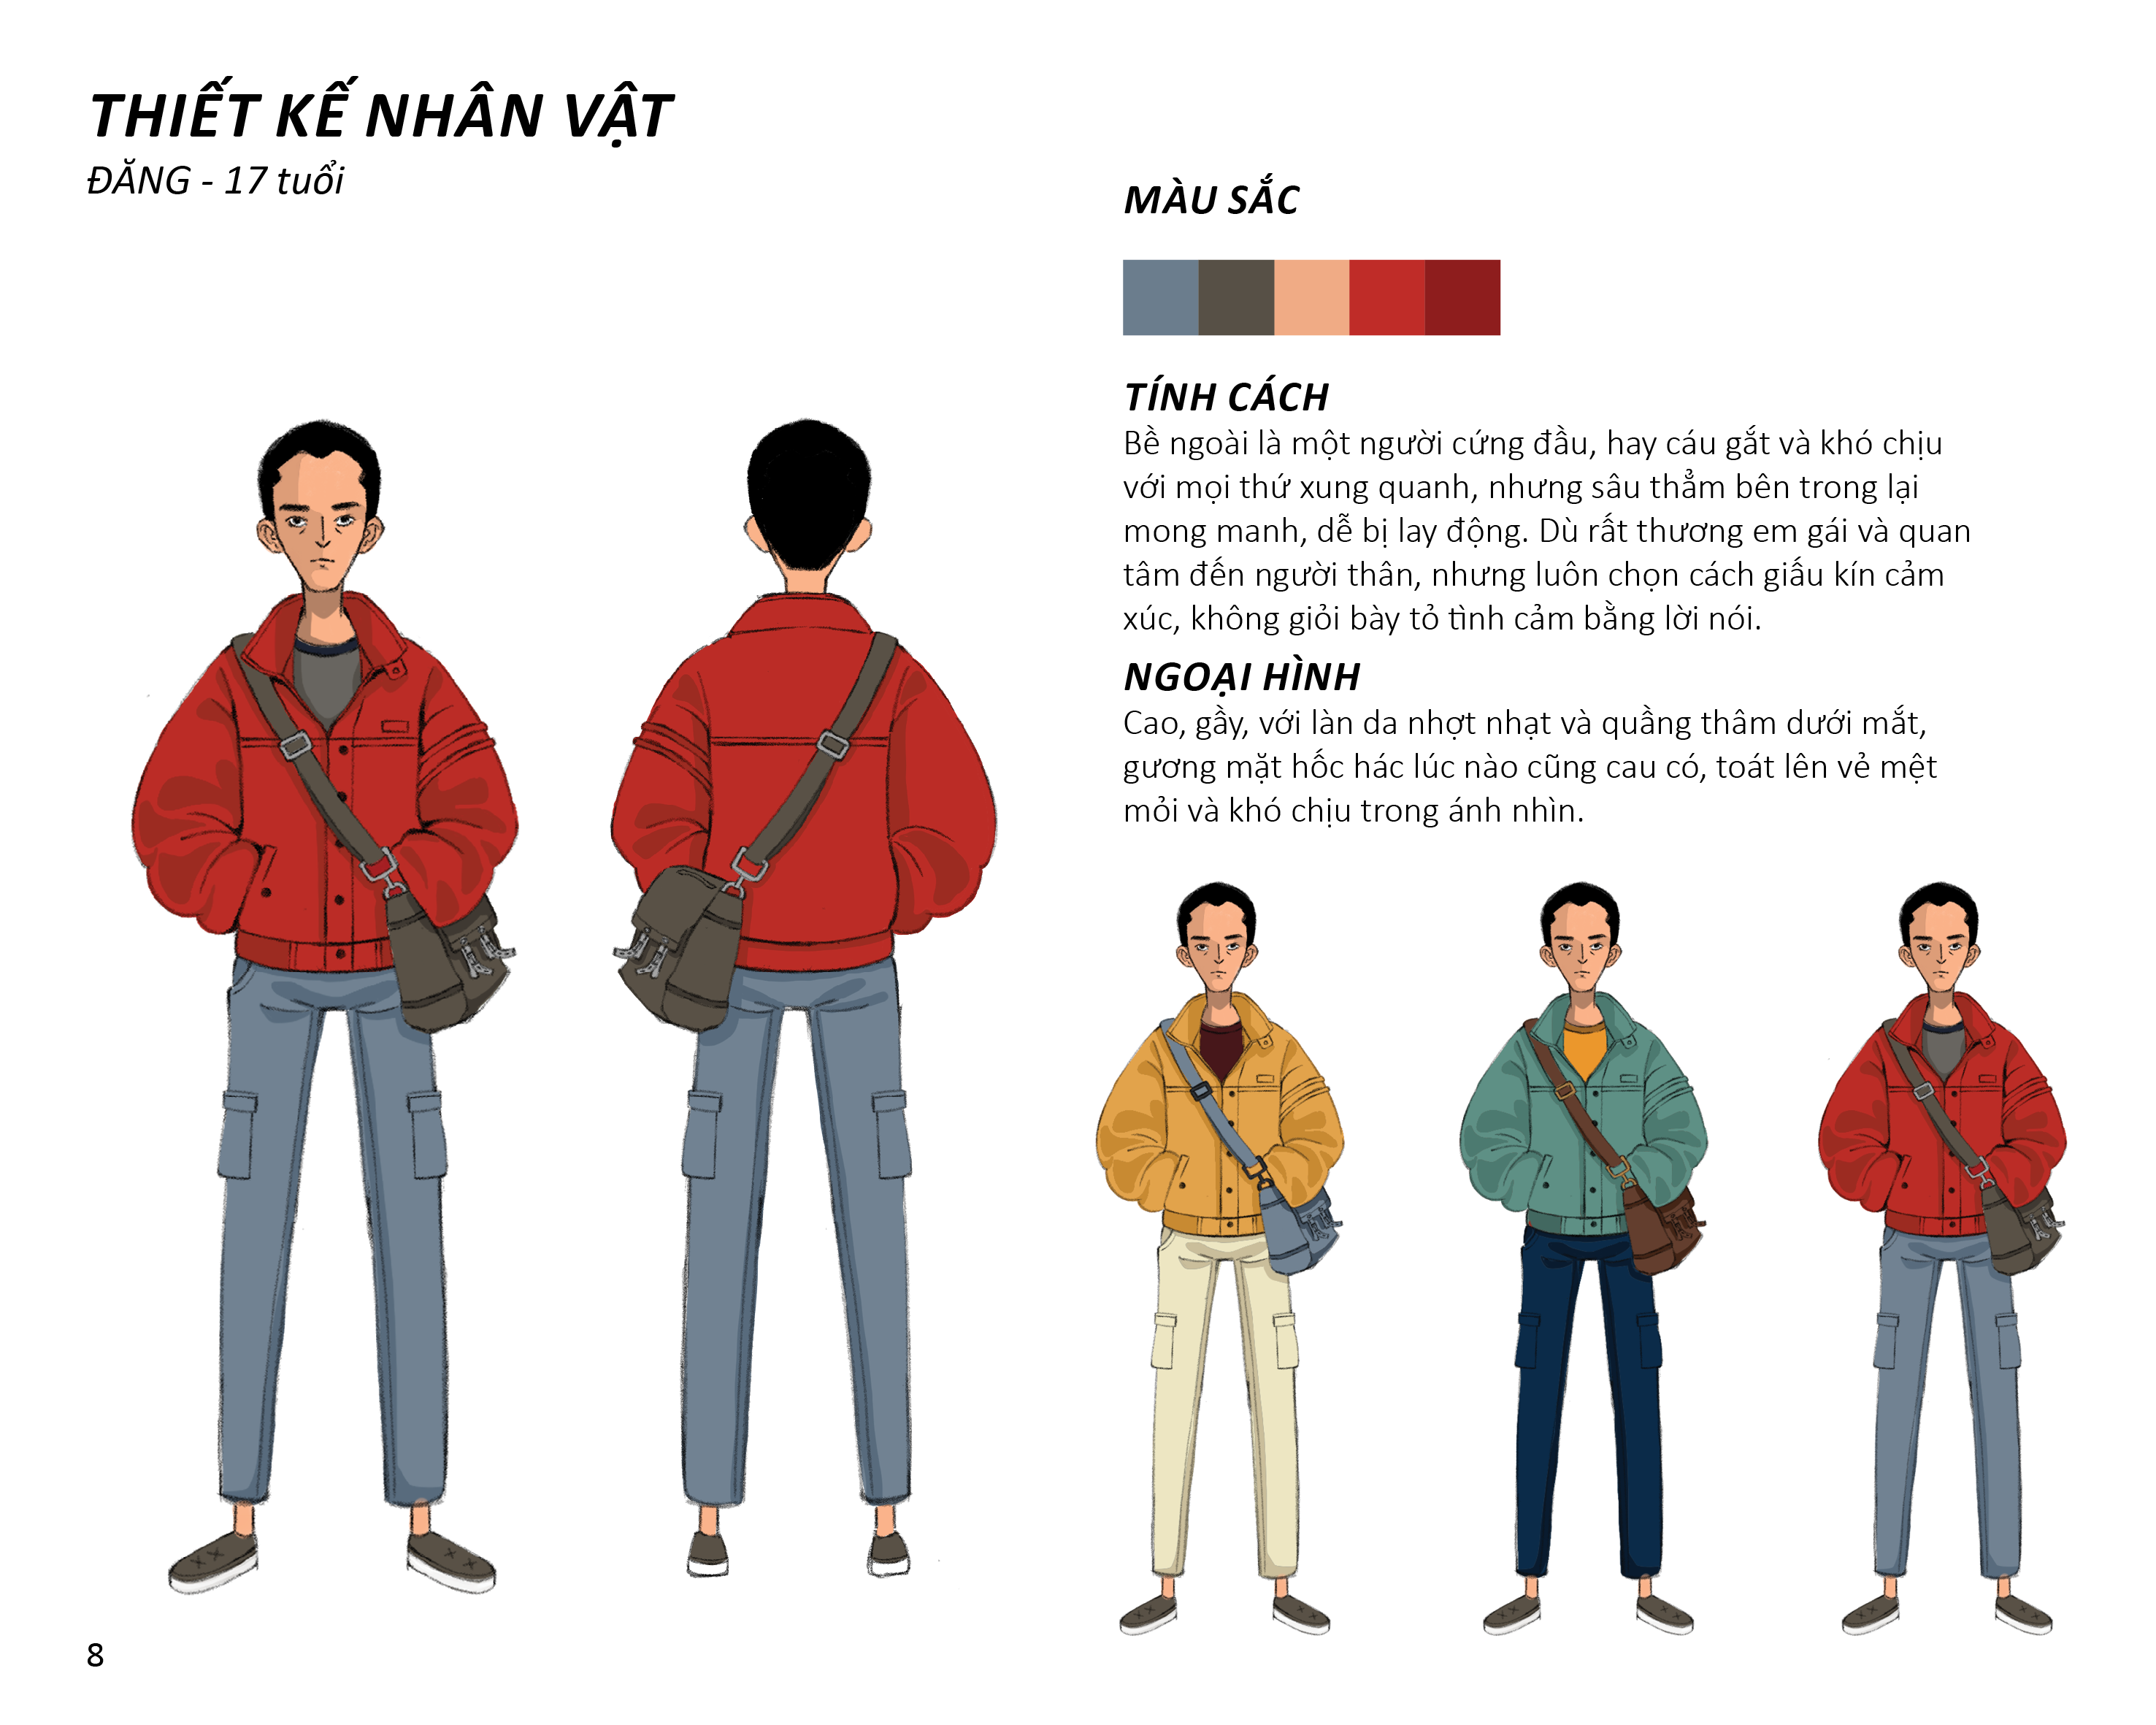 THIẾT KẾ NHÂN VẬT
ĐĂNG - 17 tuổi
MÀU SẮC
TÍNH CÁCH
Bề ngoài là một người cứng đầu, hay cáu gắt và khó chịu
với mọi thứ xung quanh, nhưng sâu thẳm bên trong lại
mong manh, dễ bị lay động. Dù rất thương em gái và quan
tâm đến người thân, nhưng luôn chọn cách giấu kín cảm
xúc, không giỏi bày tỏ tình cảm bằng lời nói.
NGOẠI HÌNH
Cao, gầy, với làn da nhợt nhạt và quầng thâm dưới mắt,
gương mặt hốc hác lúc nào cũng cau có, toát lên vẻ mệt
mỏi và khó chịu trong ánh nhìn.
8